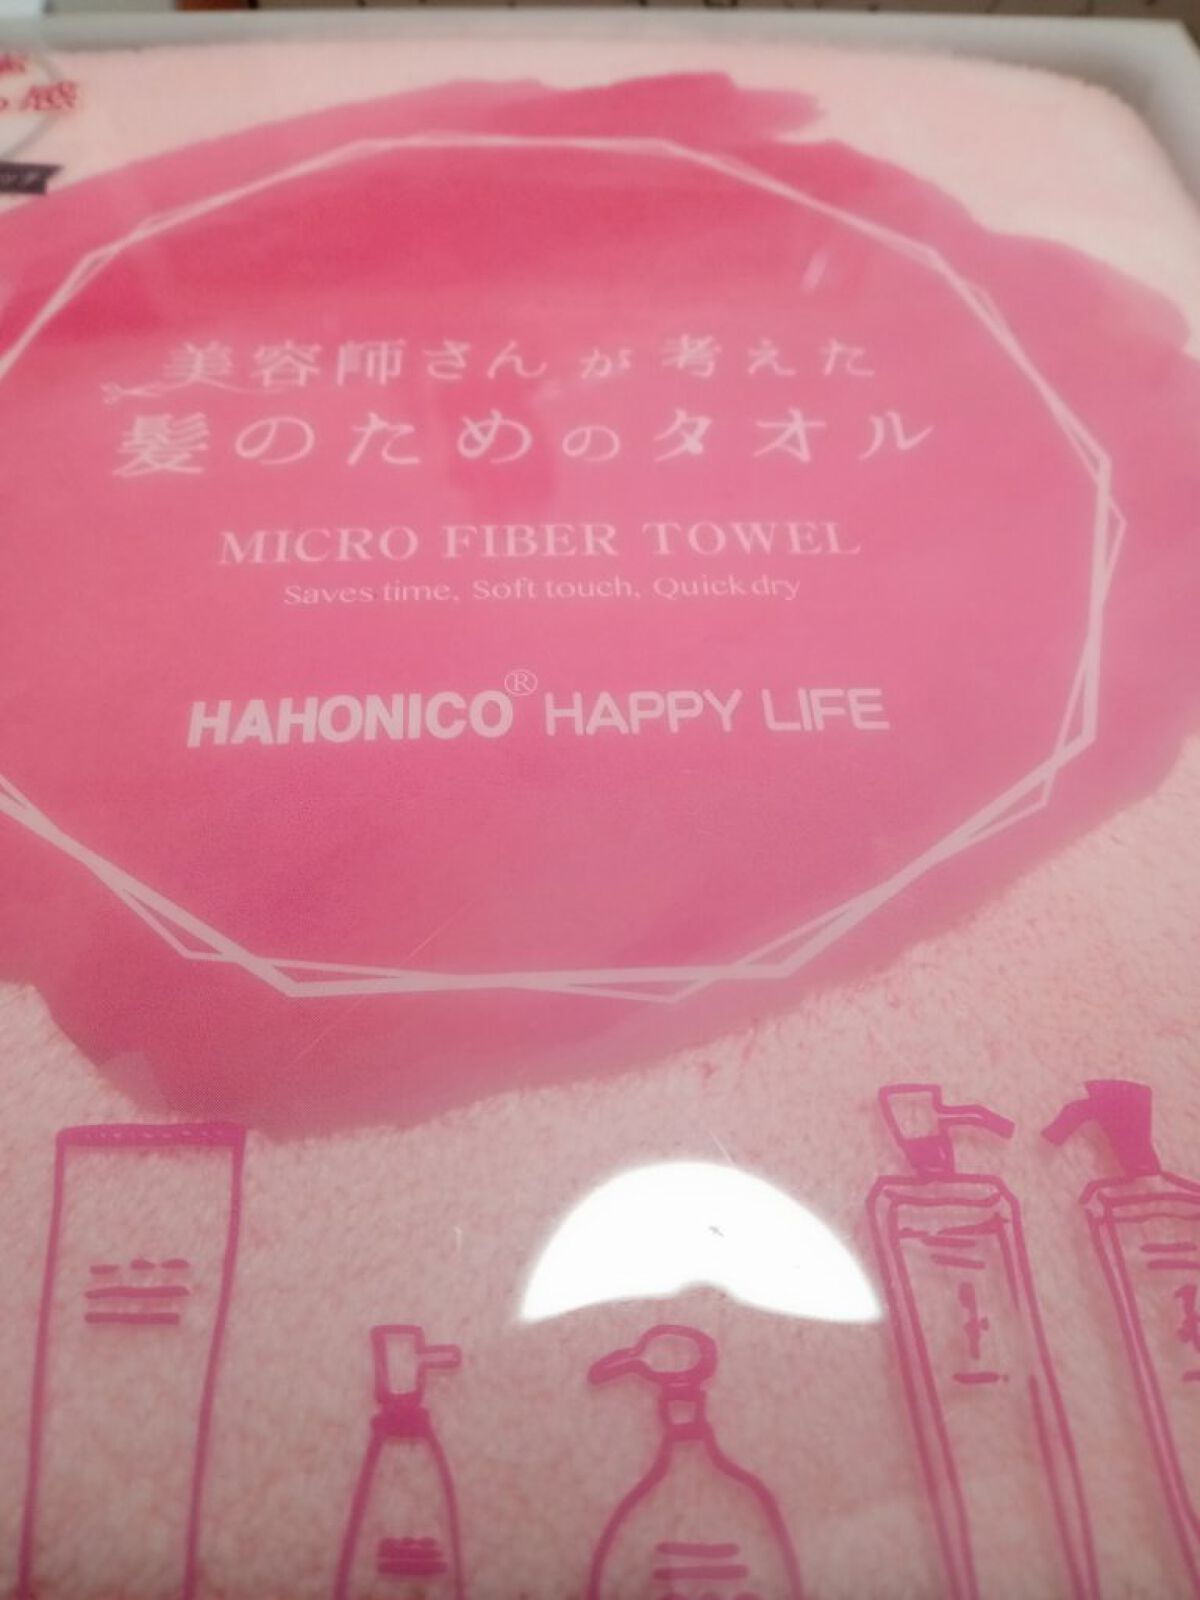 感
美容師さんが考えた
髪のためのタオル
MICRO FIBER TOWEL
Saves time, Soft touch, Quick dry
HAHONICO® HAPPY LIFE